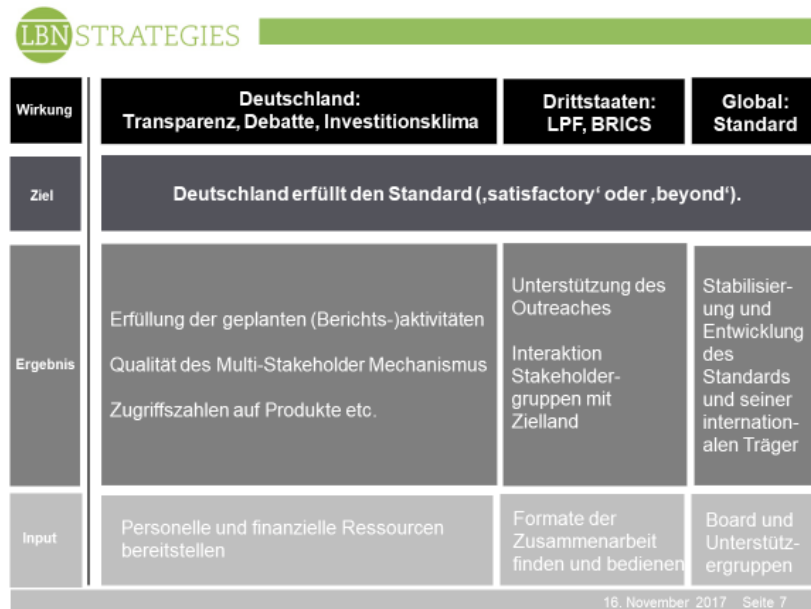 LBN STRATEGIES
Wirkung
Deutschland:
Transparenz, Debatte, Investitionsklima
Drittstaaten:
LPF, BRICS
Global:
Standard
Ziel
Deutschland erfüllt den Standard (‚satisfactory‘ oder ‚beyond‘).
Ergebnis
Erfüllung der geplanten (Berichts-)aktivitäten
Qualität des Multi-Stakeholder Mechanismus
Zugriffszahlen auf Produkte etc.
Unterstützung des
Outreaches
Interaktion
Stakeholder-
gruppen mit
Zielland
Stabilisier-
ung und
Entwicklung
des
Standards
und seiner
internation-
alen Träger
Input
Personelle und finanzielle Ressourcen
bereitstellen
Formate der
Zusammenarbeit
finden und bedienen
Board und
Unterstütz-
ergruppen
16. November 2017 Seite 7